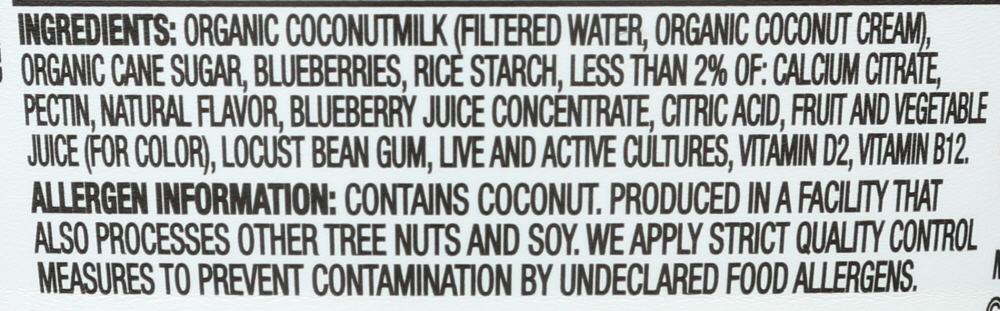 INGREDIENTS: ORGANIC COCONUTMILK (FILTERED WATER, ORGANIC COCONUT CREAM),
ORGANIC CANE SUGAR, BLUEBERRIES, RICE STARCH, LESS THAN 2% OF: CALCIUM CITRATE,
PECTIN, NATURAL FLAVOR, BLUEBERRY JUICE CONCENTRATE, CITRIC ACID, FRUIT AND VEGETABLE
JUICE (FOR COLOR), LOCUST BEAN GUM, LIVE AND ACTIVE CULTURES, VITAMIN D2, VITAMIN B12.
ALLERGEN INFORMATION: CONTAINS COCONUT. PRODUCED IN A FACILITY THAT
ALSO PROCESSES OTHER TREE NUTS AND SOY. WE APPLY STRICT QUALITY CONTROL
MEASURES TO PREVENT CONTAMINATION BY UNDECLARED FOOD ALLERGENS.